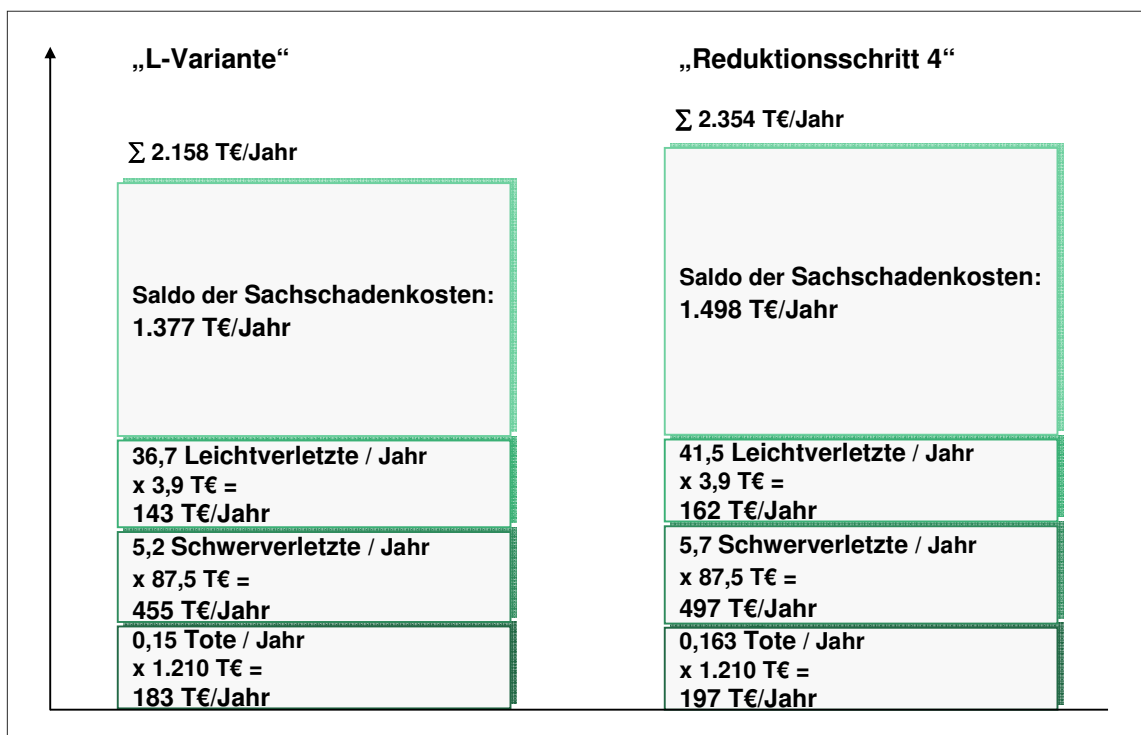 „L-Variante“
∑ 2.158 T€/Jahr
Saldo der Sachschadenkosten:
1.377 T€/Jahr
36,7 Leichtverletzte / Jahr
x 3,9 T€ =
143 T€/Jahr
5,2 Schwerverletzte / Jahr
x 87,5 T€ =
455 T€/Jahr
0,15 Tote / Jahr
x 1.210 T€ =
183 T€/Jahr
„Reduktionsschritt 4“
∑ 2.354 T€/Jahr
Saldo der Sachschadenkosten:
1.498 T€/Jahr
41,5 Leichtverletzte / Jahr
x 3,9 T€ =
162 T€/Jahr
5,7 Schwerverletzte / Jahr
x 87,5 T€ =
497 T€/Jahr
0,163 Tote / Jahr
x 1.210 T€ =
197 T€/Jahr